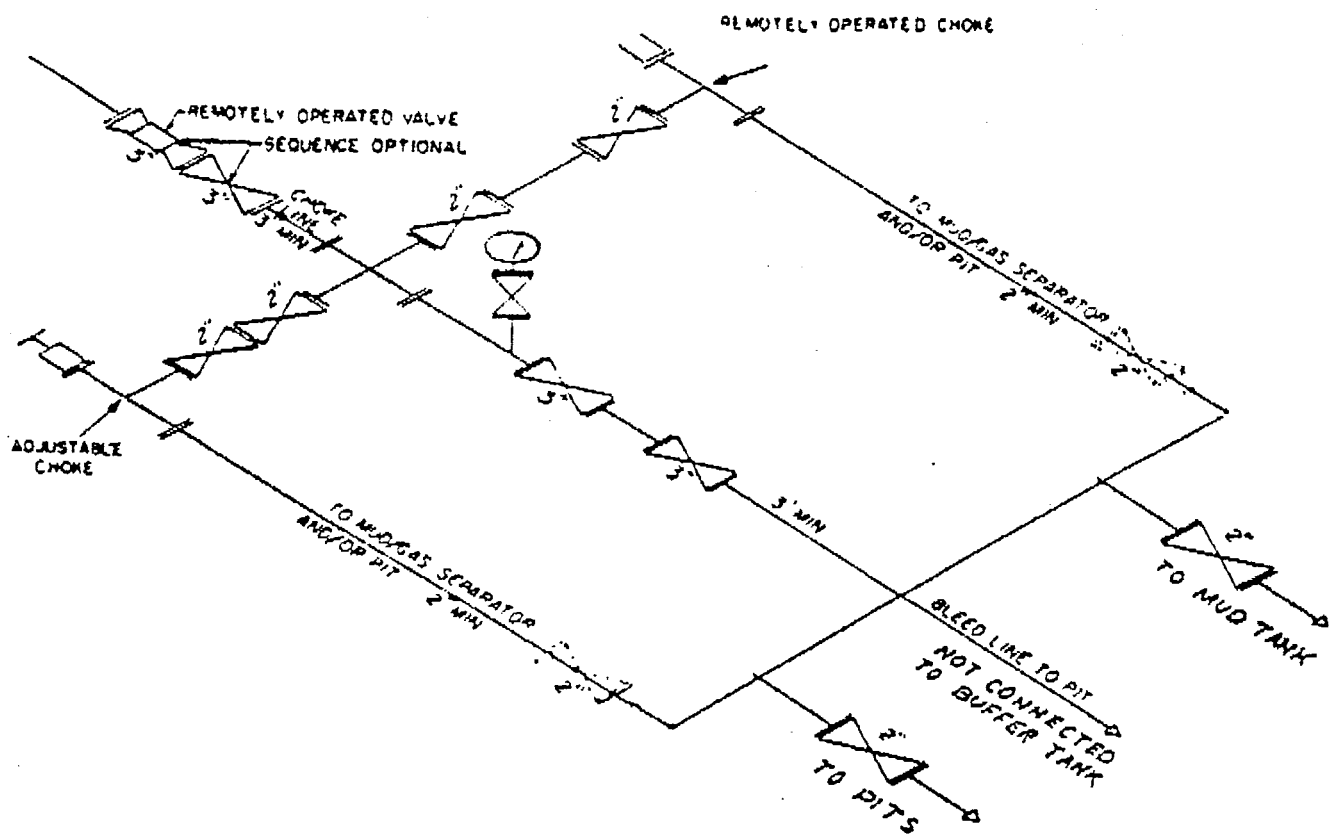 REMOTELY OPERATED CHOKE
REMOTELY OPERATED VALVE
SEQUENCE OPTIONAL
3"
3"
CHOKE
LINE
3" MIN
2"
2"
2"
2"
ADJUSTABLE
CHOKE
TO MUD/GAS SEPARATOR
AND/OR PIT
2" MIN
2"
3"
3"
3" MIN
TO MUD/GAS SEPARATOR
AND/OR PIT
2" MIN
2"
2"
TO MUD TANK
BLEED LINE TO PIT
NOT CONNECTED
TO BUFFER TANK
2"
TO PITS